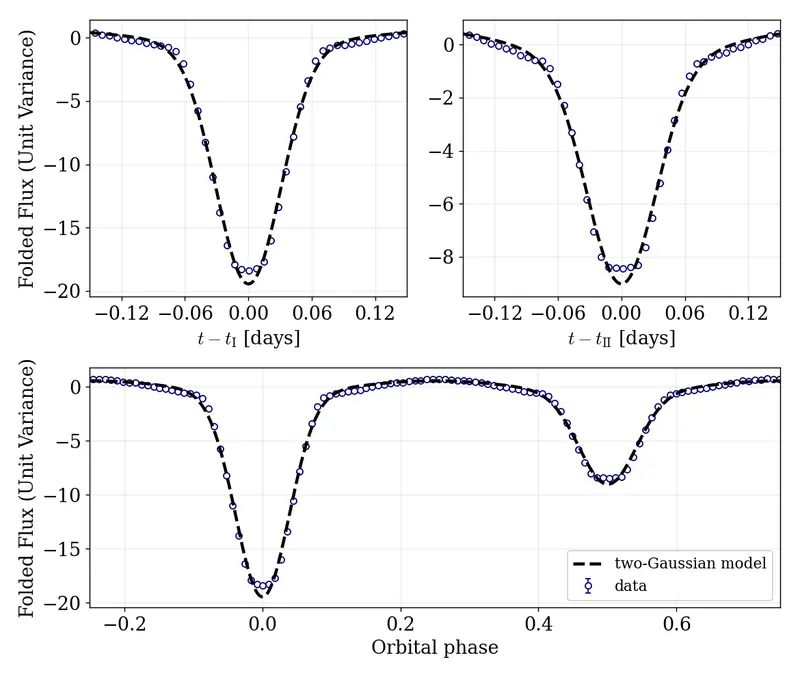 Folded Flux (Unit Variance)
0
−5
−10
−15
−20
−0.12 −0.06 0.00 0.06 0.12
t − tI [days]
0
−2
−4
−6
−8
−0.12 −0.06 0.00 0.06 0.12
t − tII [days]
Folded Flux (Unit Variance)
0
−5
−10
−15
−20
−0.2 0.0 0.2 0.4 0.6
Orbital phase
two-Gaussian model
data